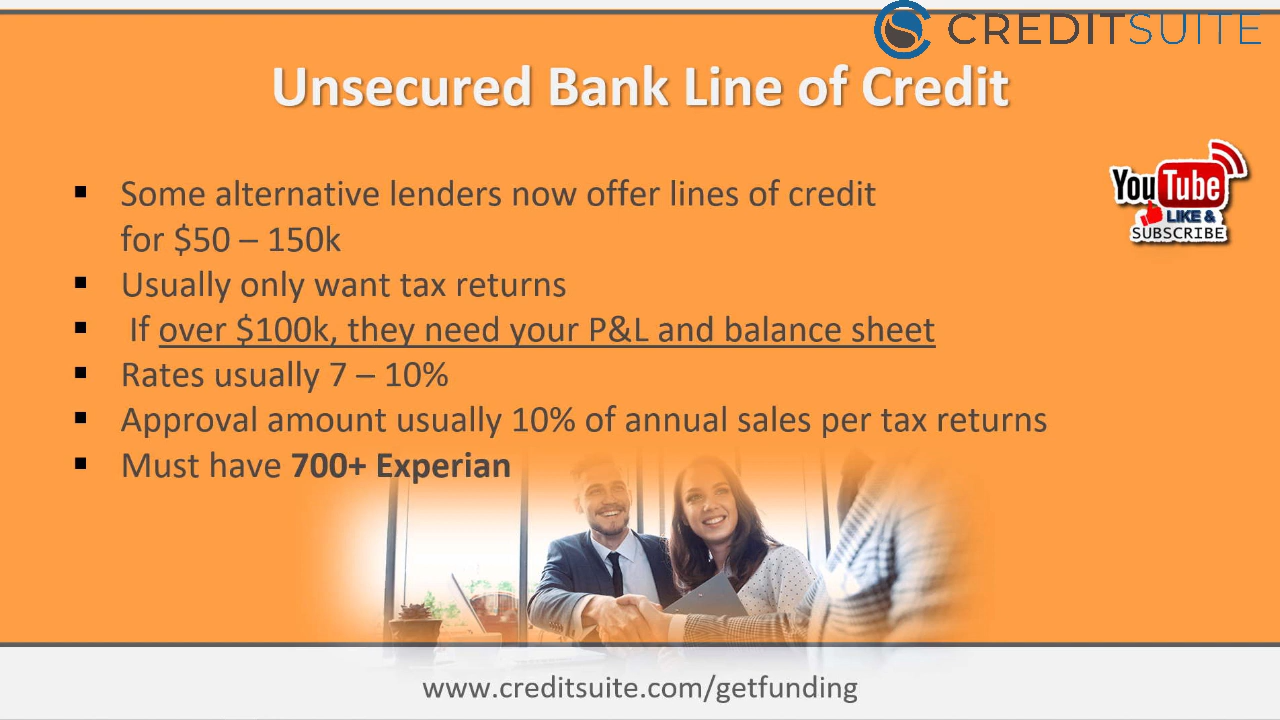 CREDITSUITE
Unsecured Bank Line of Credit
▪ Some alternative lenders now offer lines of credit
for $50 – 150k
▪ Usually only want tax returns
▪ If over $100k, they need your P&L and balance sheet
▪ Rates usually 7 – 10%
▪ Approval amount usually 10% of annual sales per tax returns
▪ Must have 700+ Experian
YouTube
LIKE &
SUBSCRIBE
www.creditsuite.com/getfunding